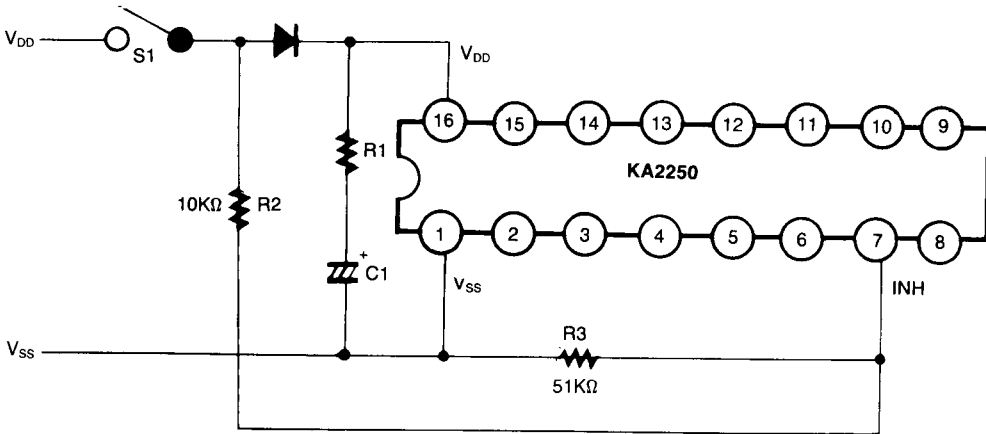 VDD
S1
VDD
16 15 14 13 12 11 10 9
R1
KA2250
10KΩ R2
1 2 3 4 5 6 7 8
+
C1
VSS
INH
VSS
R3
51KΩ